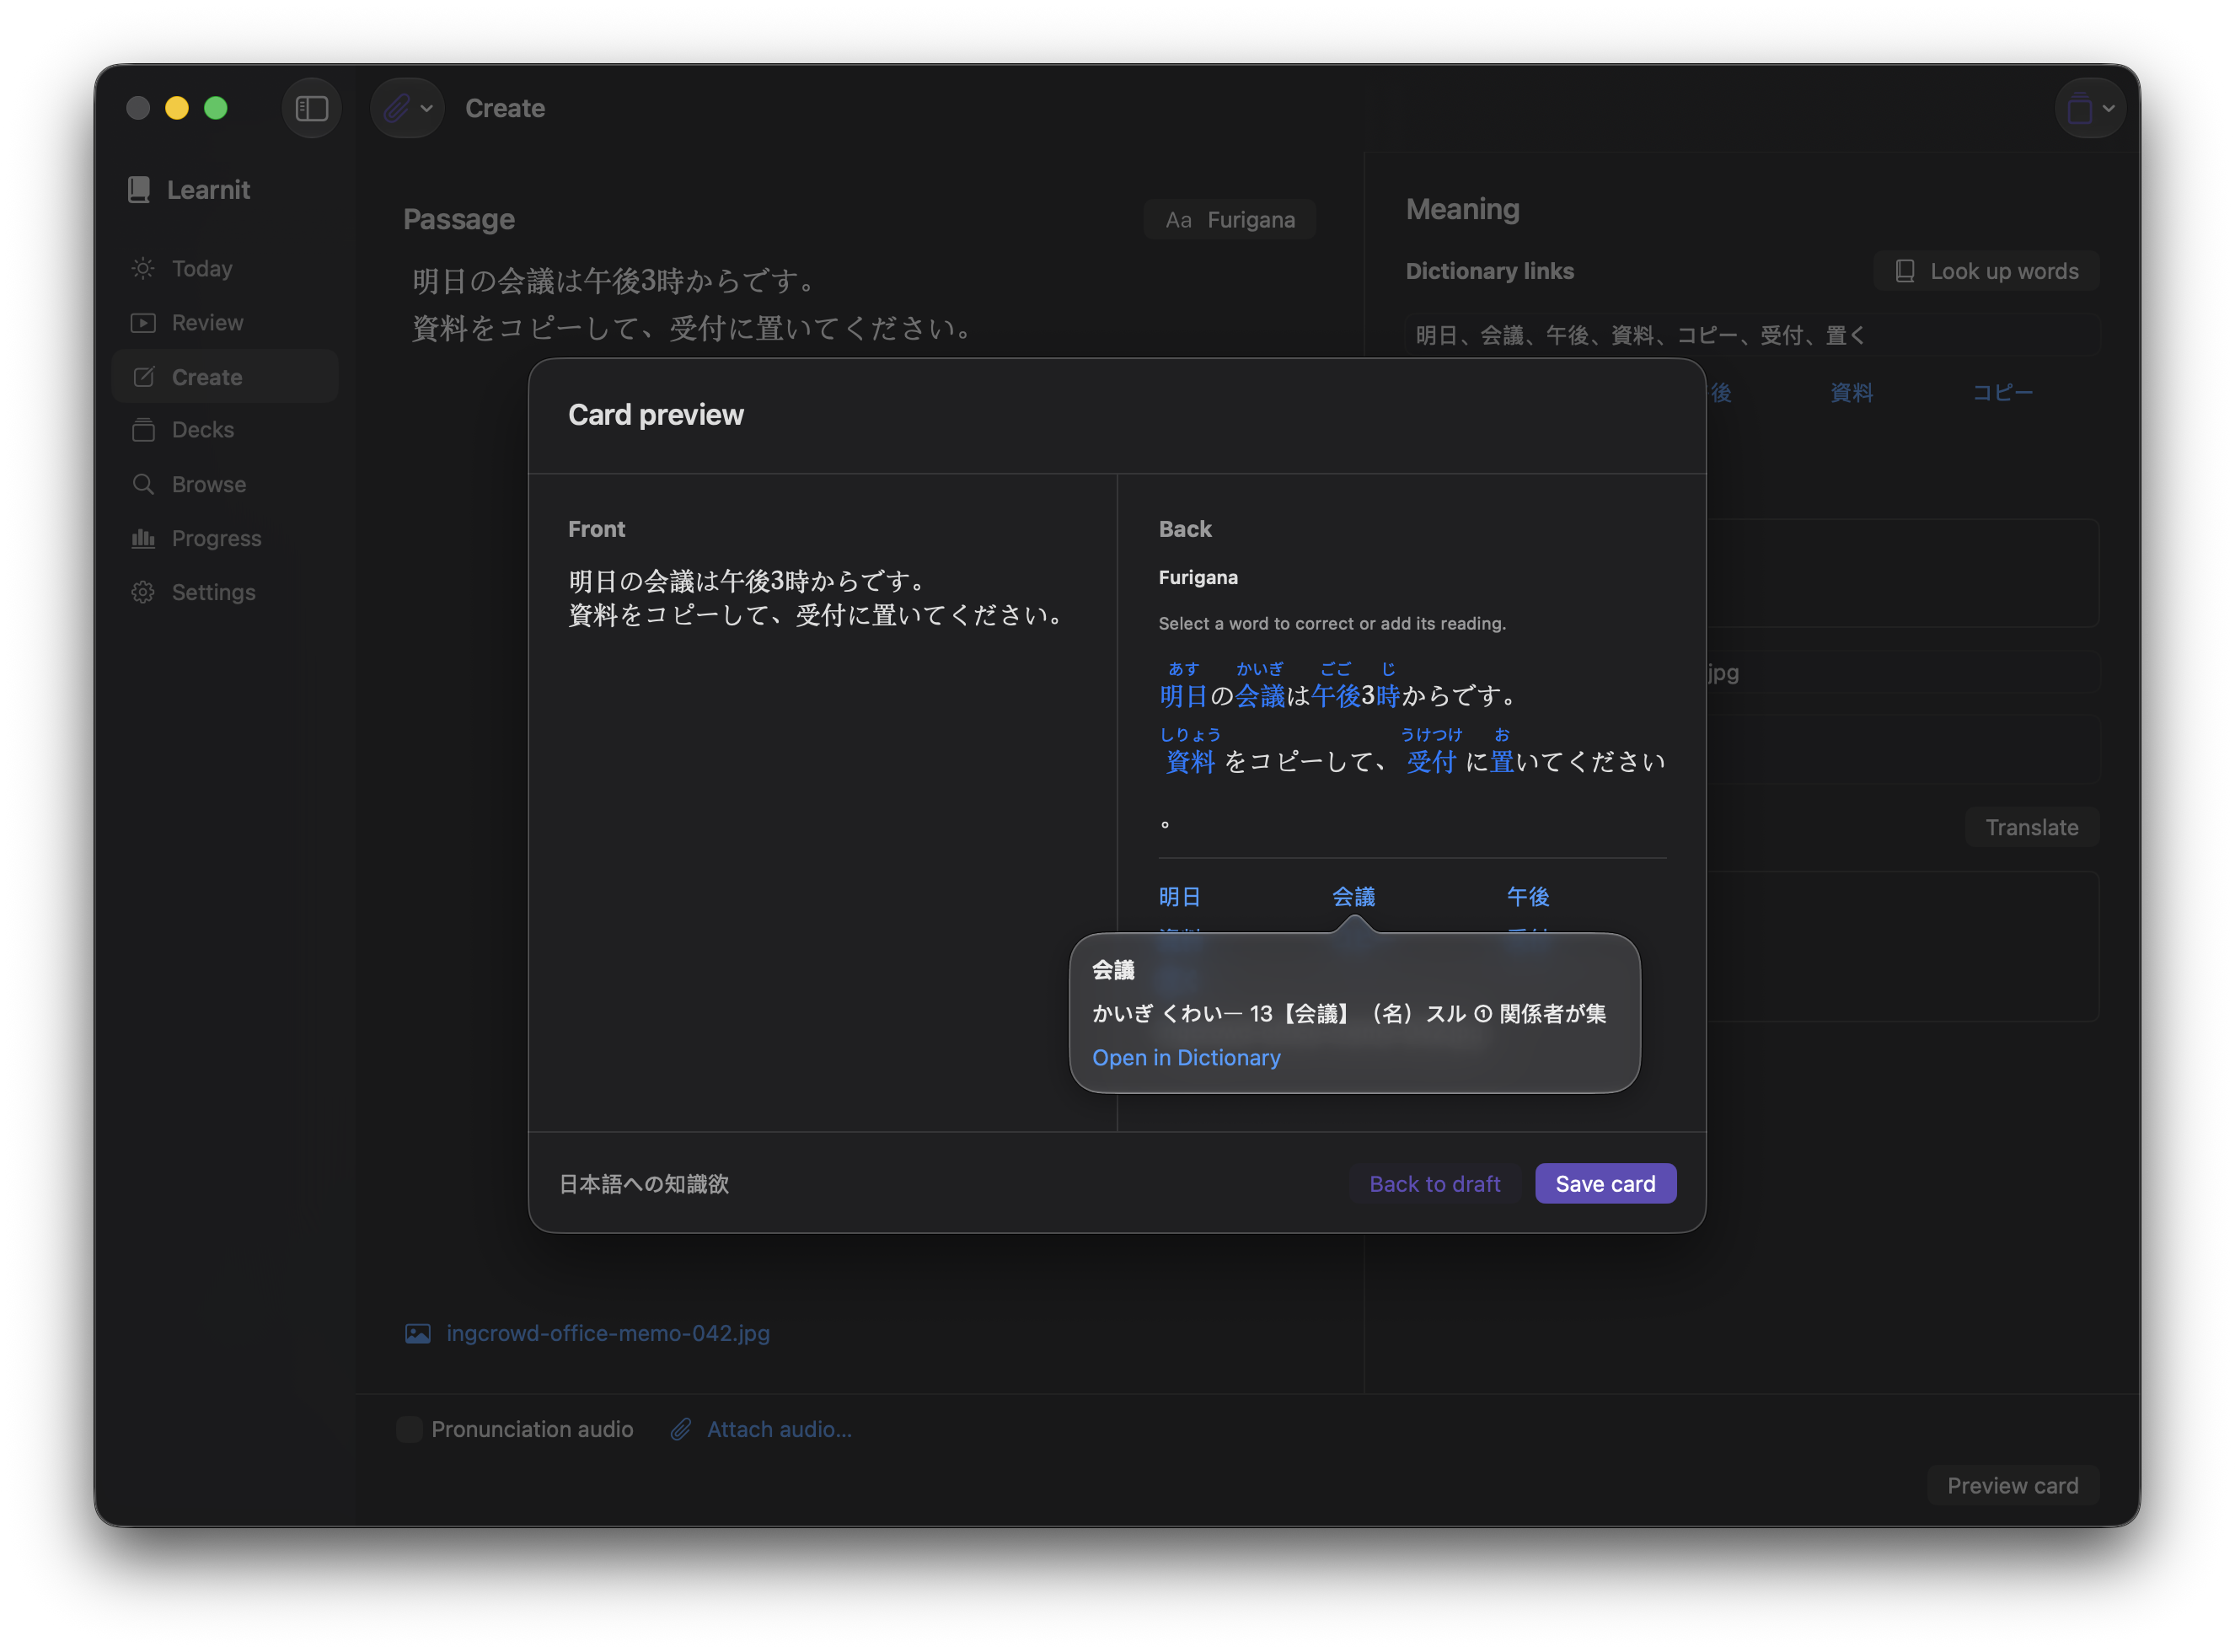 Create
Learnit
Today
Review
Create
Decks
Browse
Progress
Settings
Passage
Aa Furigana
明日の会議は午後3時からです。
資料をコピーして、受付に置いてください。
Meaning
Dictionary links
Look up words
明日、会議、午後、資料、コピー、受付、置く
後 資料 コピー
jpg
Translate
Card preview
Front
明日の会議は午後3時からです。
資料をコピーして、受付に置いてください。
Back
Furigana
Select a word to correct or add its reading.
あす かいぎ ごご じ
明日の会議は午後3時からです。
しりょう うけつけ お
資料をコピーして、受付に置いてください
。
明日 会議 午後
会議
かいぎ くわい— 13【会議】（名）スル ① 関係者が集
Open in Dictionary
日本語への知識欲
Back to draft
Save card
ingcrowd-office-memo-042.jpg
Pronunciation audio
Attach audio...
Preview card